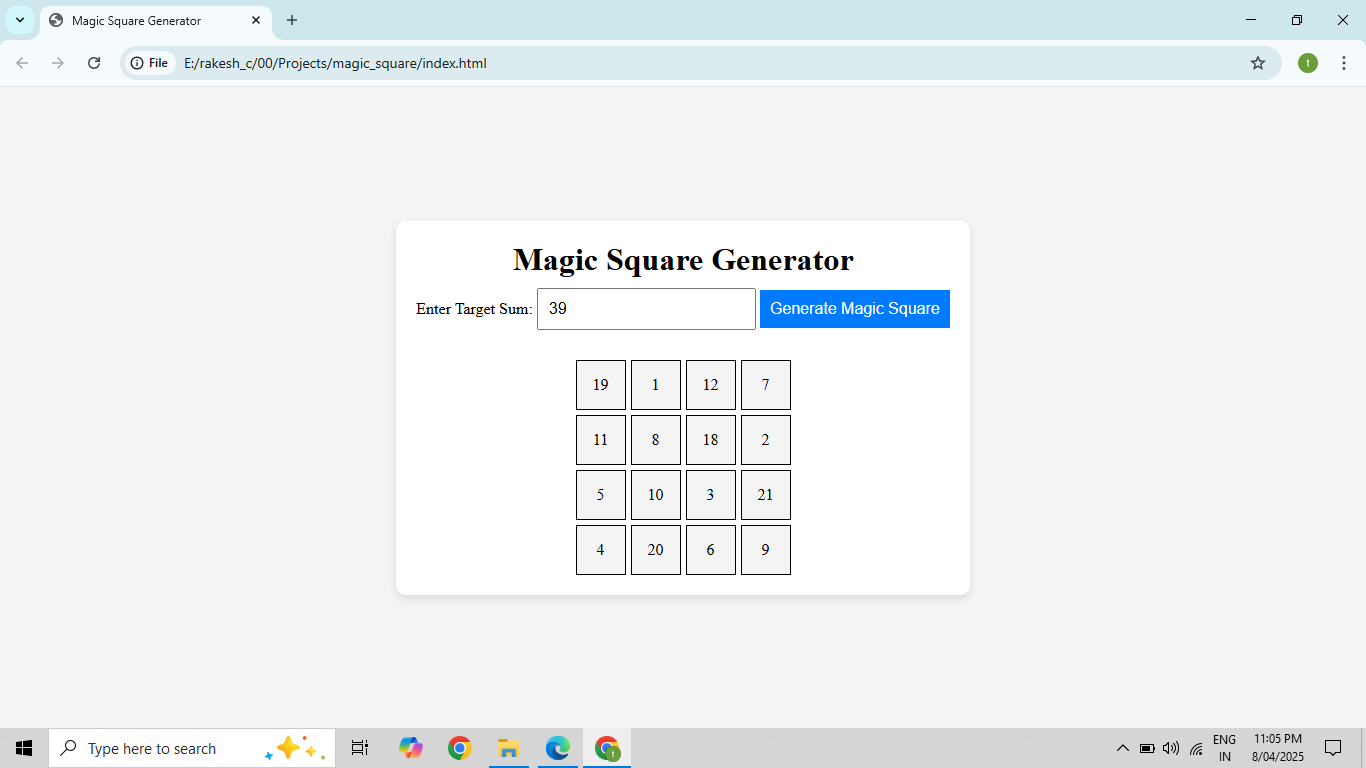 Magic Square Generator
File E:/rakesh_c/00/Projects/magic_square/index.html t
Magic Square Generator
Enter Target Sum: 39 Generate Magic Square
19 1 12 7
11 8 18 2
5 10 3 21
4 20 6 9
Type here to search t ENG 11:05 PM
IN 8/04/2025